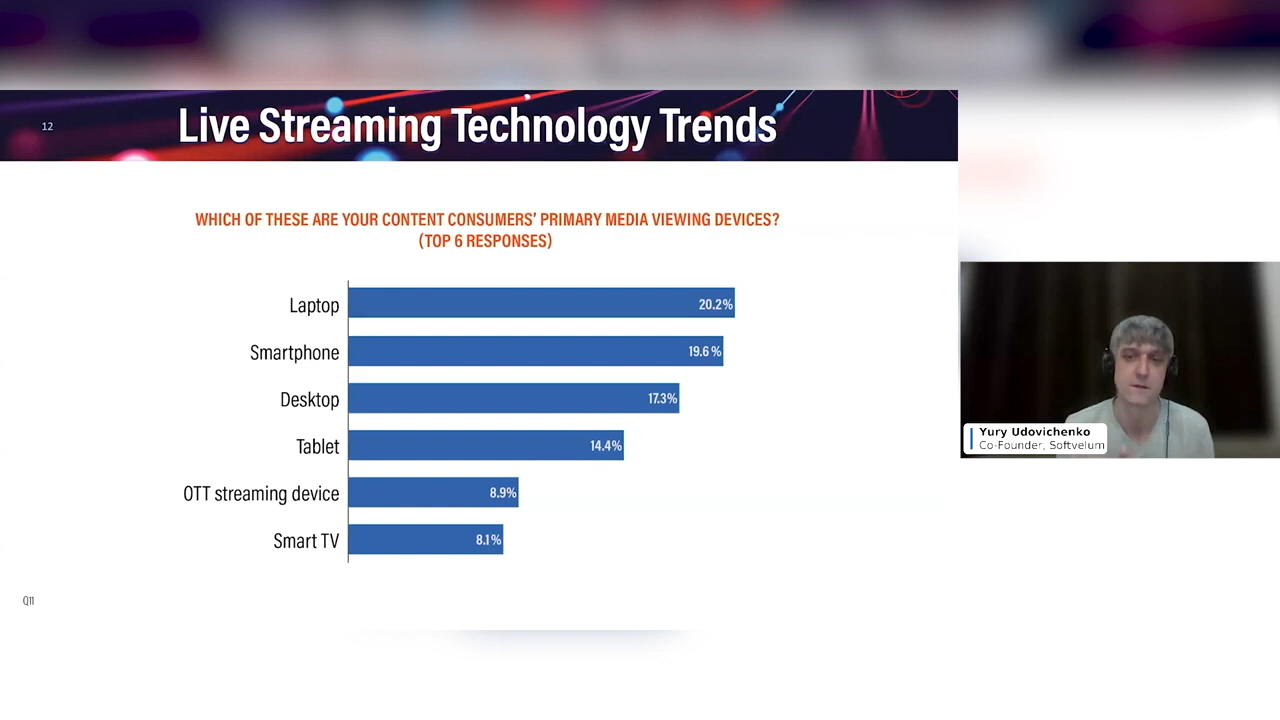 12
Live Streaming Technology Trends
WHICH OF THESE ARE YOUR CONTENT CONSUMERS' PRIMARY MEDIA VIEWING DEVICES?
(TOP 6 RESPONSES)
Laptop 20.2%
Smartphone 19.6%
Desktop 17.3%
Tablet 14.4%
OTT streaming device 8.9%
Smart TV 8.1%
Q11
Yury Udovichenko
Co-Founder, Softvelum